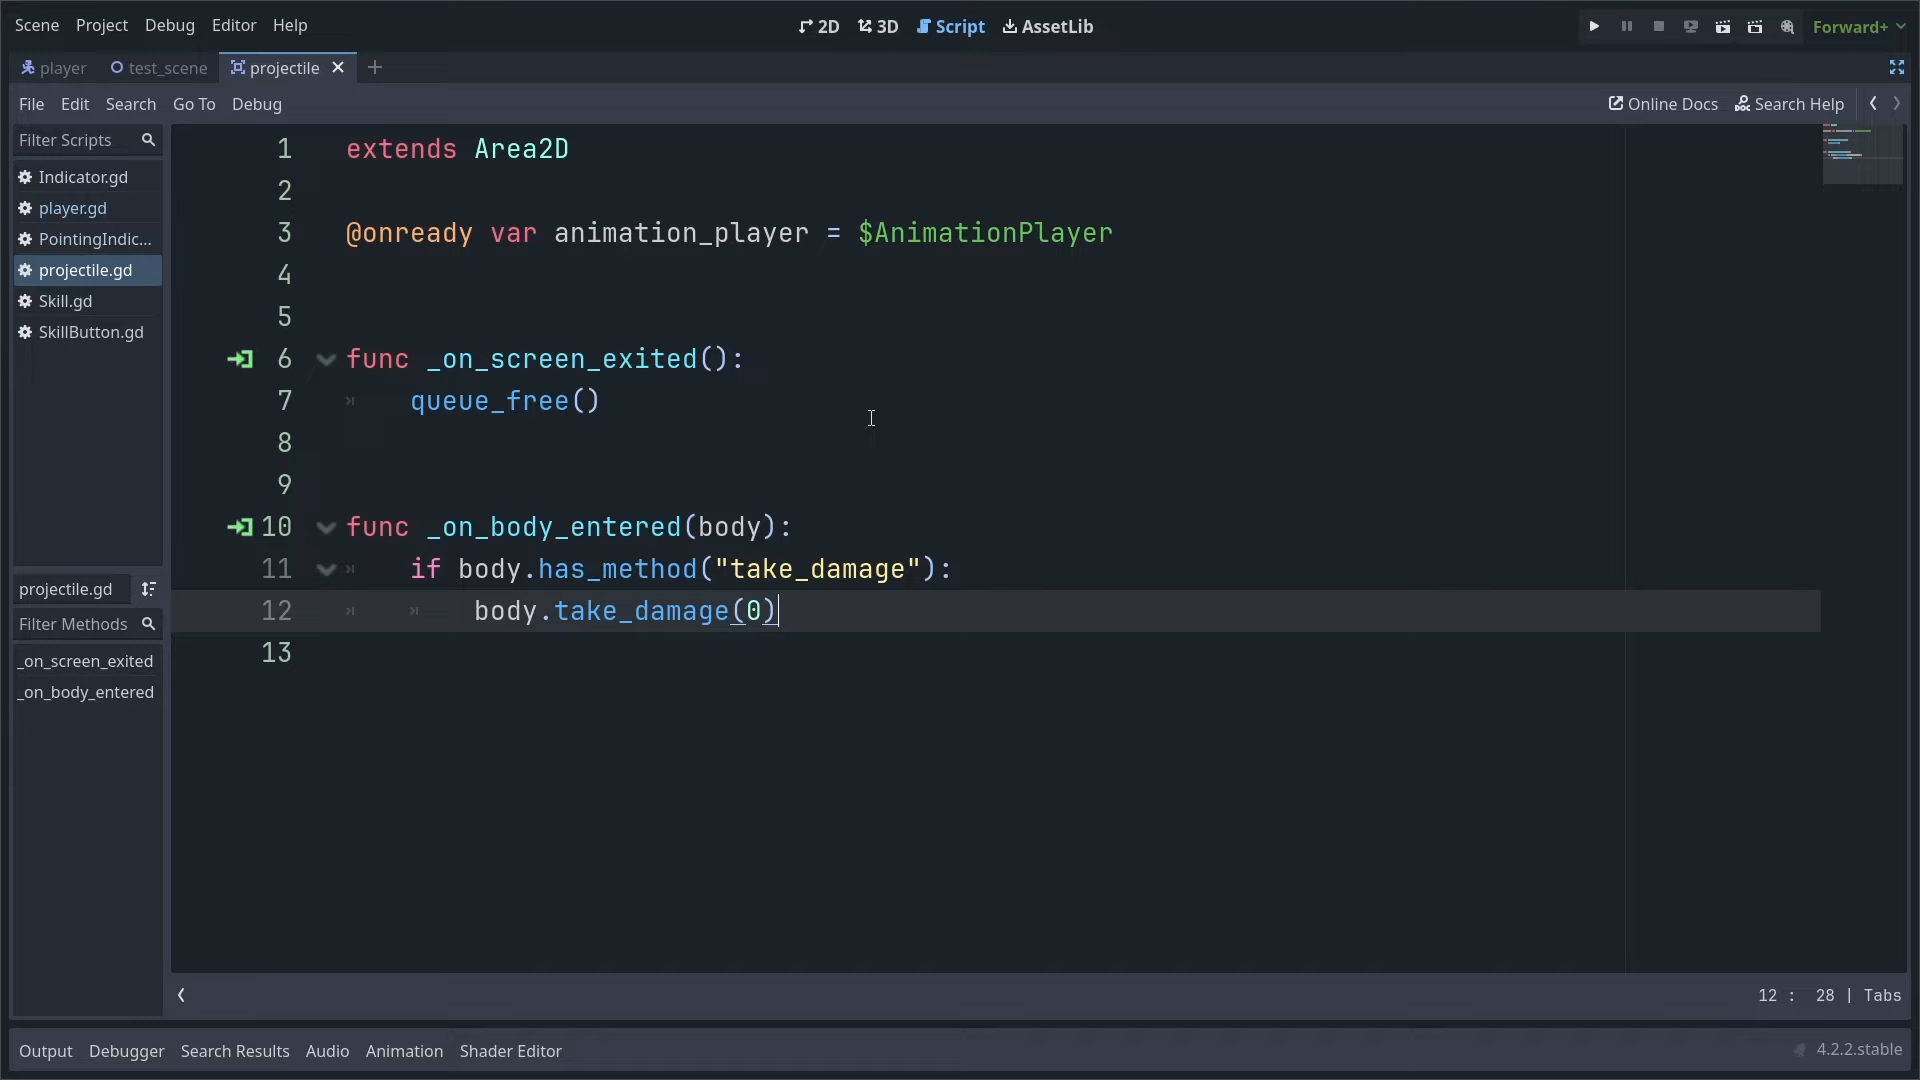 Scene Project Debug Editor Help
2D 3D Script AssetLib
Forward+
player test_scene projectile
File Edit Search Go To Debug
Online Docs Search Help
Filter Scripts
Indicator.gd
player.gd
PointingIndic...
projectile.gd
Skill.gd
SkillButton.gd
projectile.gd
Filter Methods
_on_screen_exited
_on_body_entered
1 extends Area2D
2
3 @onready var animation_player = $AnimationPlayer
4
5
6 func _on_screen_exited():
7 queue_free()
8
9
10 func _on_body_entered(body):
11 if body.has_method("take_damage"):
12 body.take_damage(0)
13
12 : 28 | Tabs
Output Debugger Search Results Audio Animation Shader Editor
4.2.2.stable